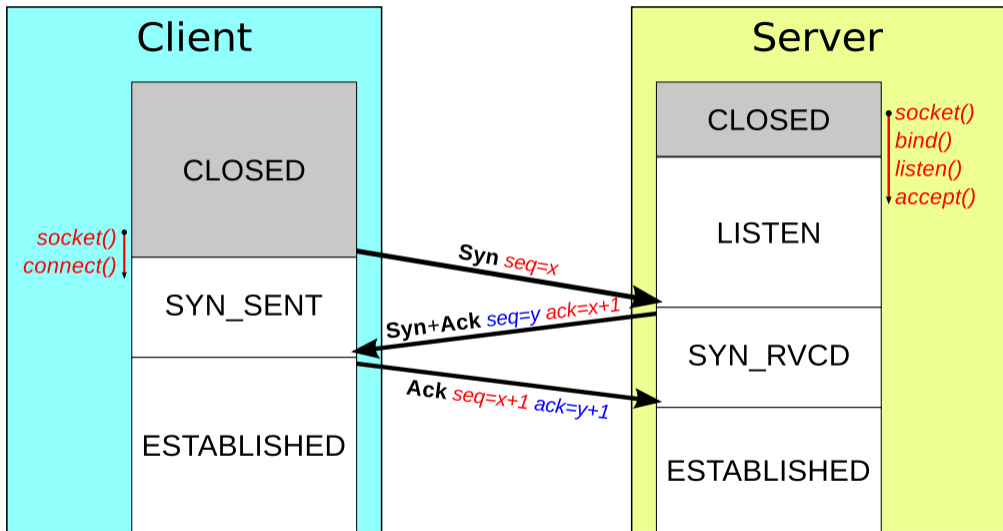 Client
CLOSED
socket()
connect()
SYN_SENT
ESTABLISHED
Syn seq=x
Syn+Ack seq=y ack=x+1
Ack seq=x+1 ack=y+1
Server
CLOSED
socket()
bind()
listen()
accept()
LISTEN
SYN_RVCD
ESTABLISHED